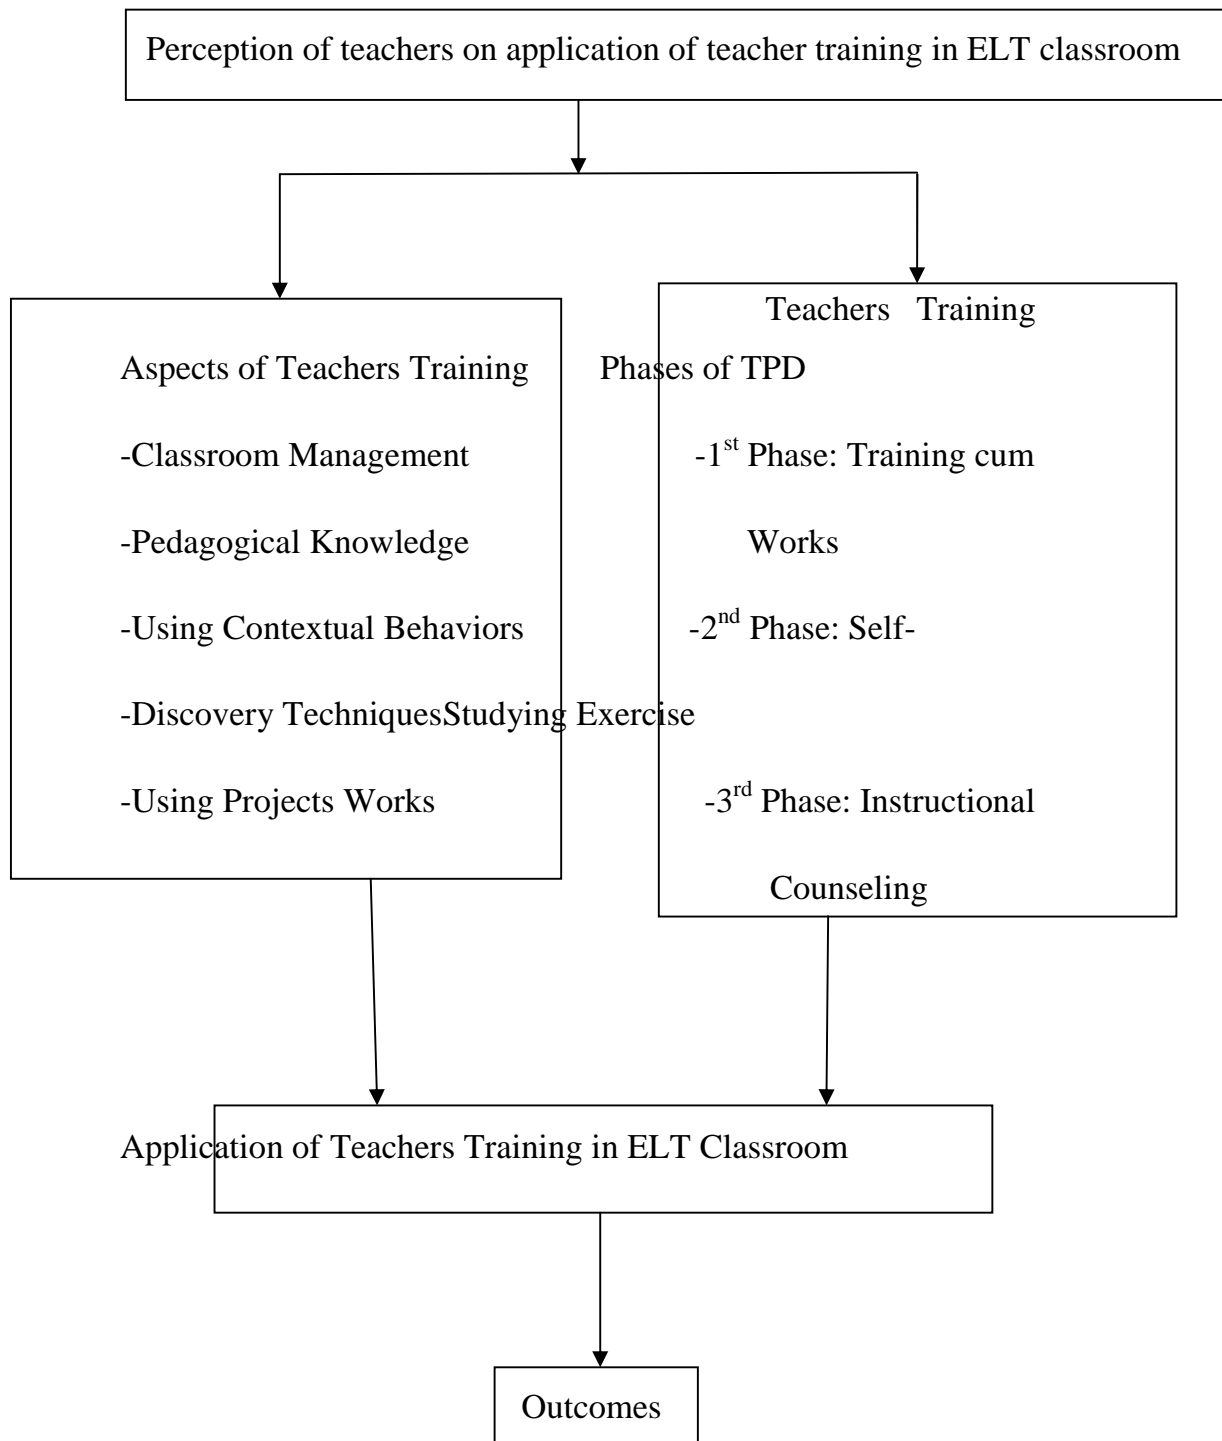 Perception of teachers on application of teacher training in ELT classroom
Teachers Training
Aspects of Teachers Training Phases of TPD
-Classroom Management -1st Phase: Training cum
-Pedagogical Knowledge Works
-Using Contextual Behaviors -2nd Phase: Self-
-Discovery TechniquesStudying Exercise
-Using Projects Works -3rd Phase: Instructional
Counseling
Application of Teachers Training in ELT Classroom
Outcomes